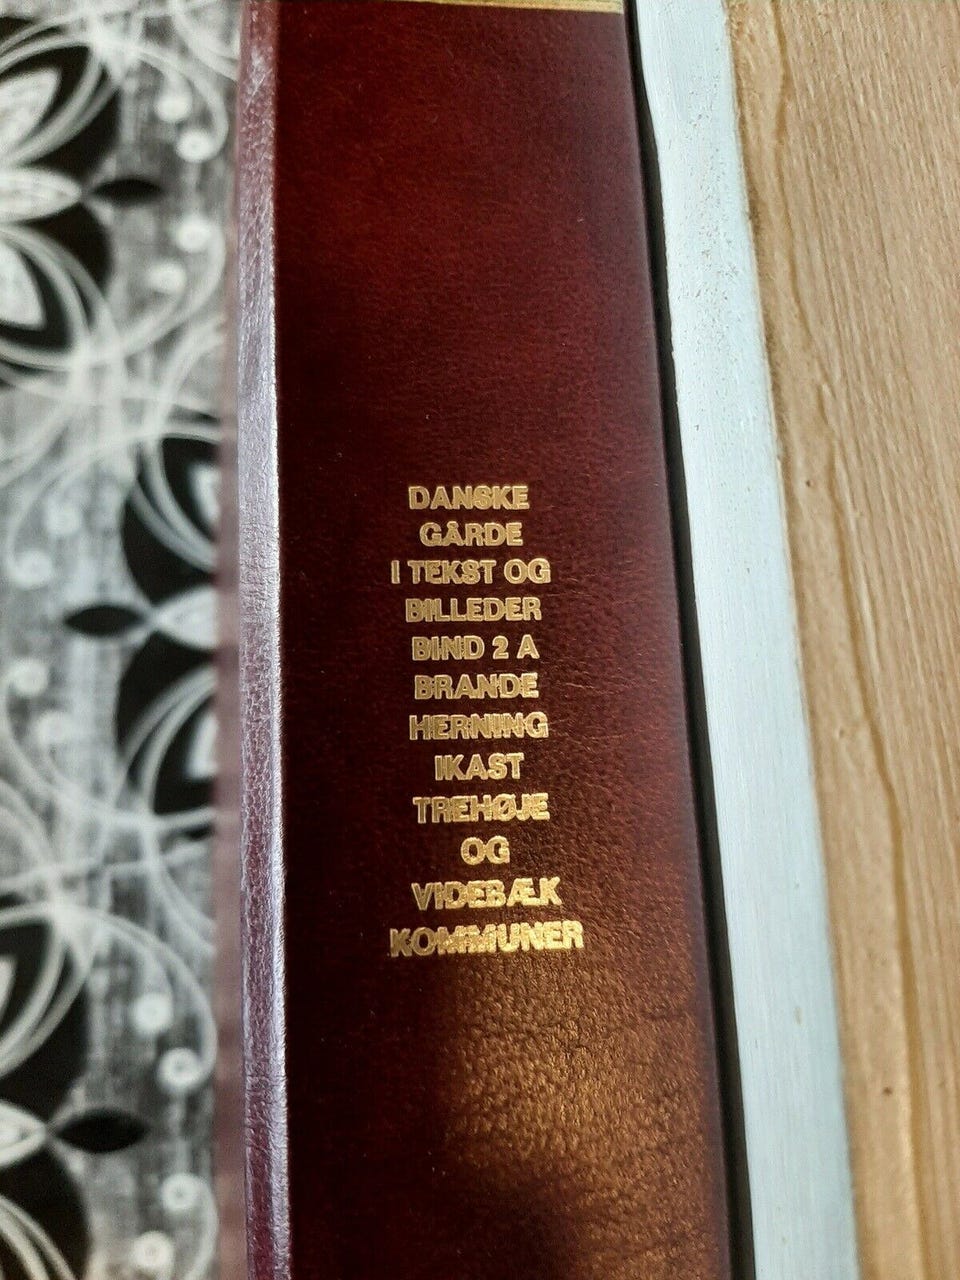 DANSKE
GÅRDE
I TEKST OG
BILLEDER
BIND 2 A
BRANDE
HERNING
IKAST
TREHØJE
OG
VIDEBÆK
KOMMUNER